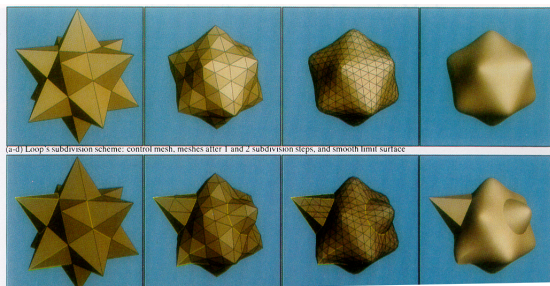 (a-d) Loop's subdivision scheme: control mesh, meshes after 1 and 2 subdivision steps, and smooth limit surface